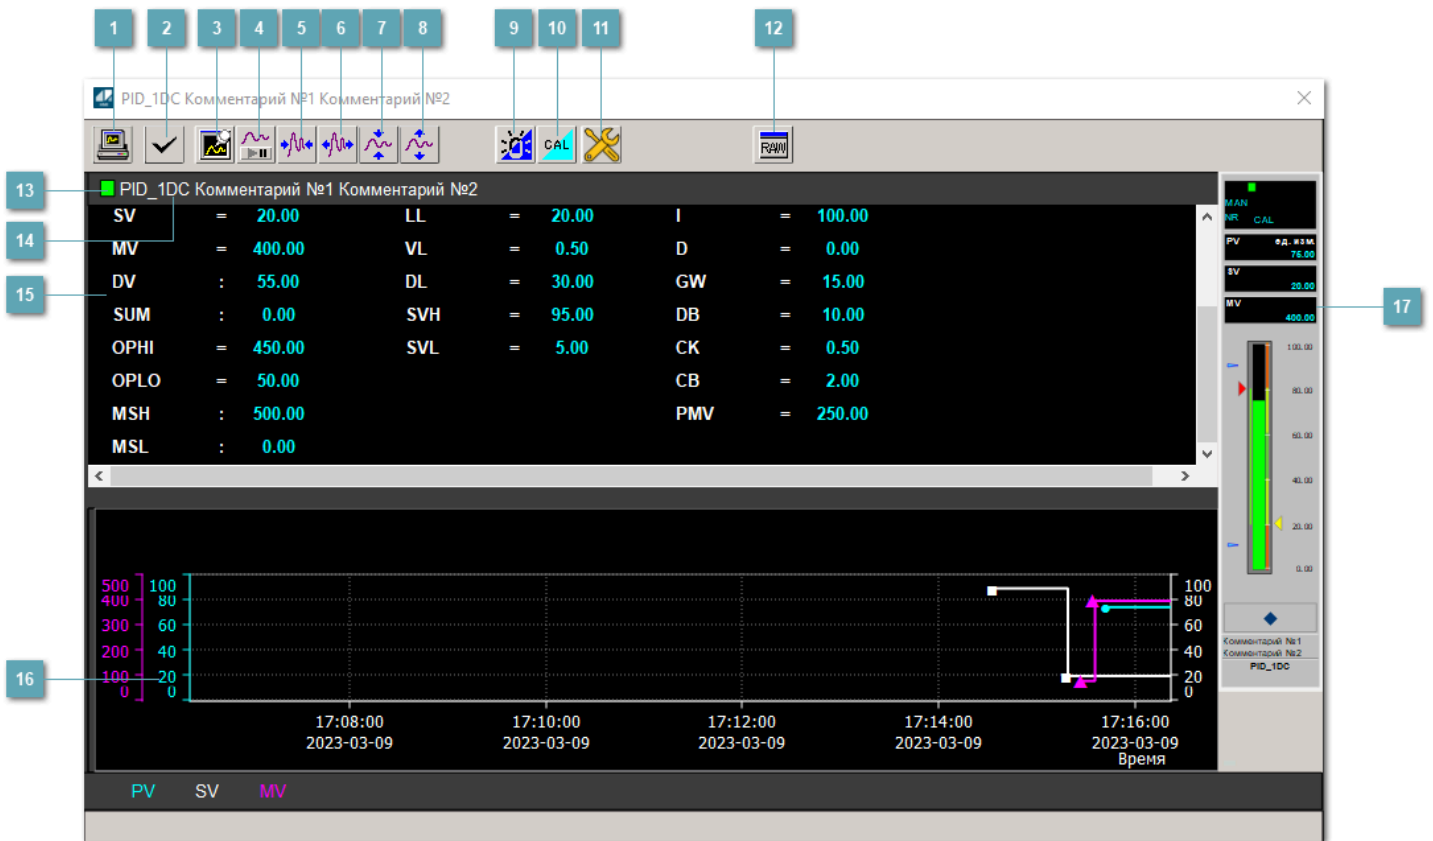 1 2 3 4 5 6 7 8 9 10 11 12
PID_1DC Комментарий №1 Комментарий №2
CAL RAW
13
PID_1DC Комментарий №1 Комментарий №2
14
15
SV = 20.00 LL = 20.00 I = 100.00
MV = 400.00 VL = 0.50 D = 0.00
DV : 55.00 DL = 30.00 GW = 15.00
SUM : 0.00 SVH = 95.00 DB = 10.00
OPHI = 450.00 SVL = 5.00 CK = 0.50
OPLO = 50.00 CB = 2.00
MSH : 500.00 PMV = 250.00
MSL : 0.00
MAN
NR CAL
PV ед. изм.
75.00
SV
20.00
MV
400.00
17
100.00
80.00
60.00
40.00
20.00
0.00
Комментарий №1
Комментарий №2
PID_1DC
16
500 100 100
400 80 80
300 60 60
200 40 40
100 20 20
0 0 0
17:08:00 17:10:00 17:12:00 17:14:00 17:16:00
2023-03-09 2023-03-09 2023-03-09 2023-03-09 2023-03-09
Время
PV SV MV